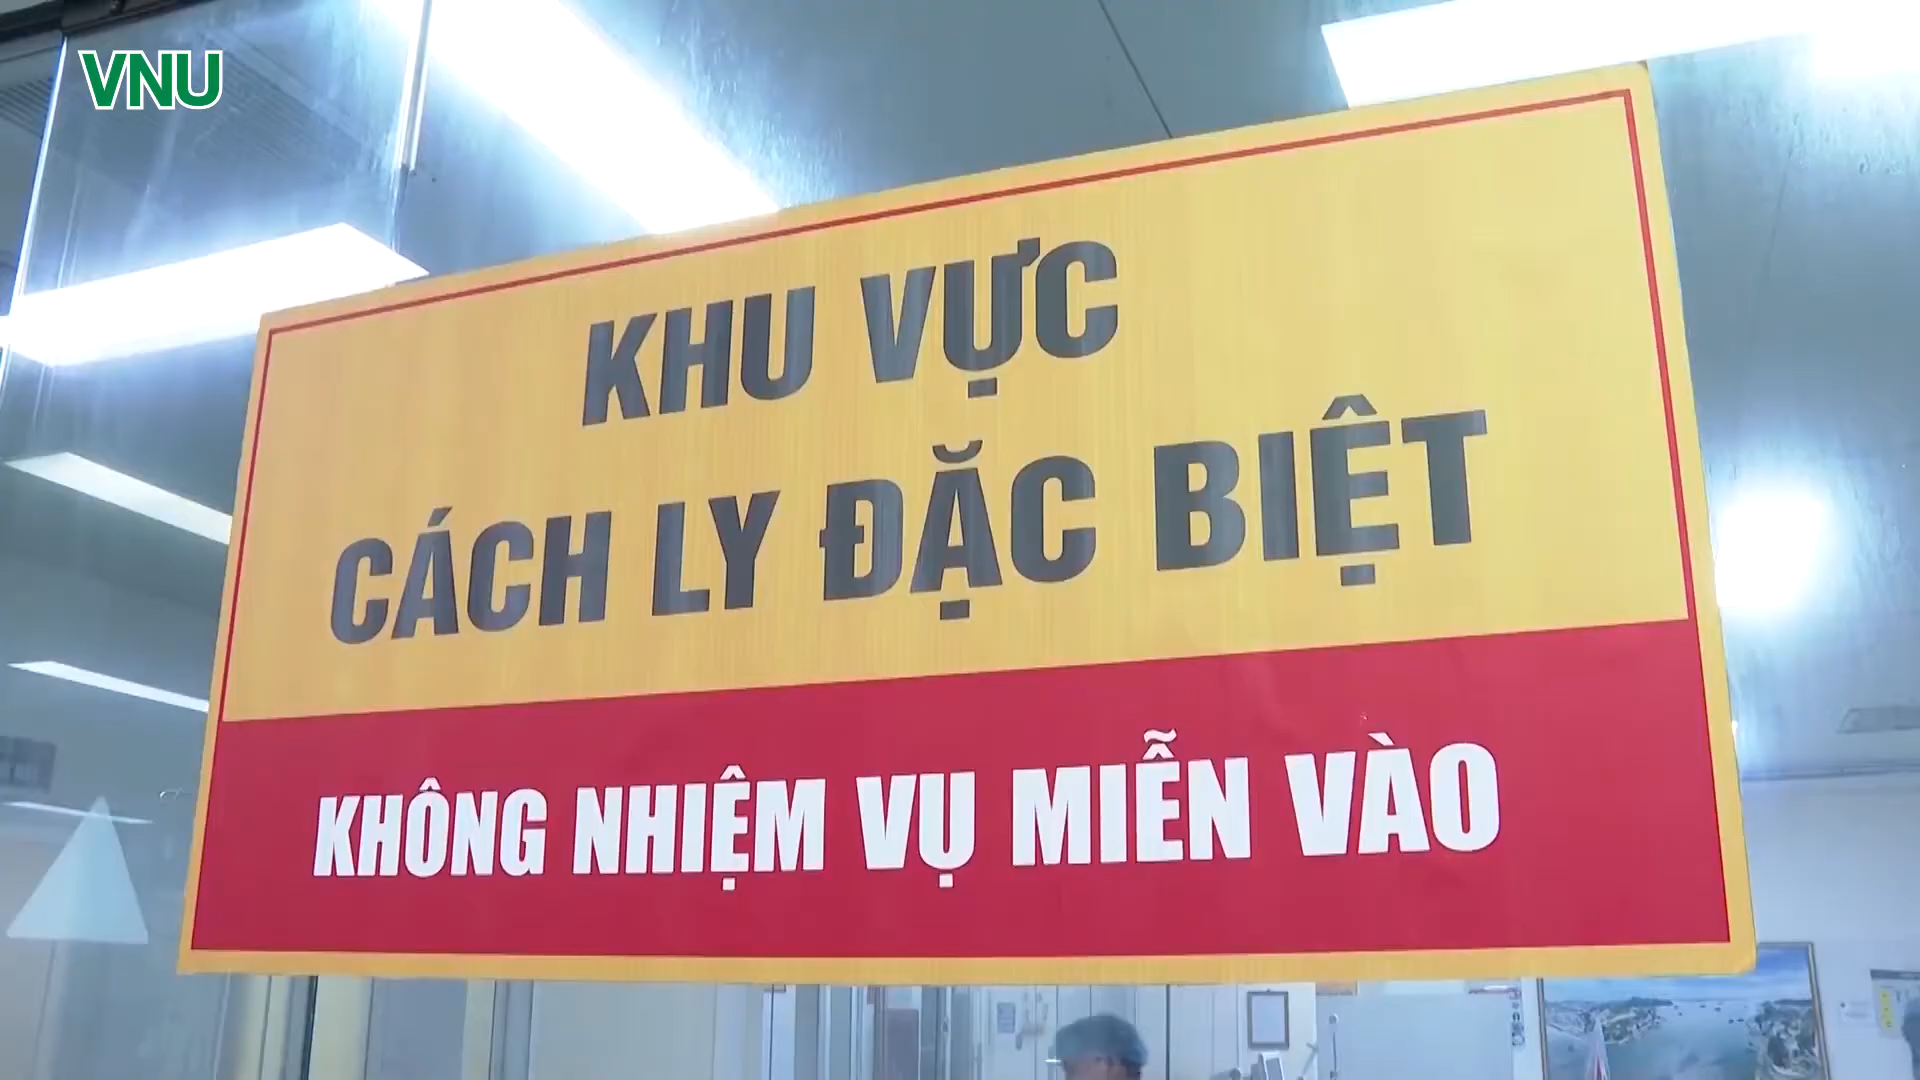 VNU
KHU VỰC
CÁCH LY ĐẶC BIỆT
KHÔNG NHIỆM VỤ MIỄN VÀO